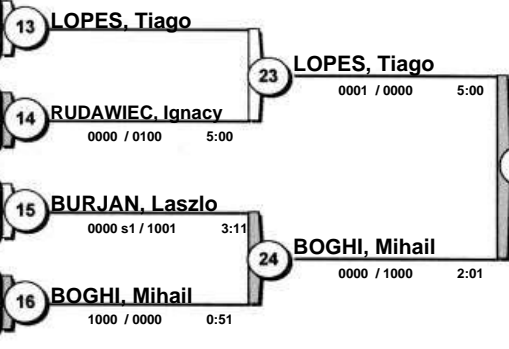 13 LOPES, Tiago
23 LOPES, Tiago
0001 / 0000 5:00
14 RUDAWIEC, Ignacy
0000 / 0100 5:00
15 BURJAN, Laszlo
0000 s1 / 1001 3:11
24 BOGHI, Mihail
0000 / 1000 2:01
16 BOGHI, Mihail
1000 / 0000 0:51